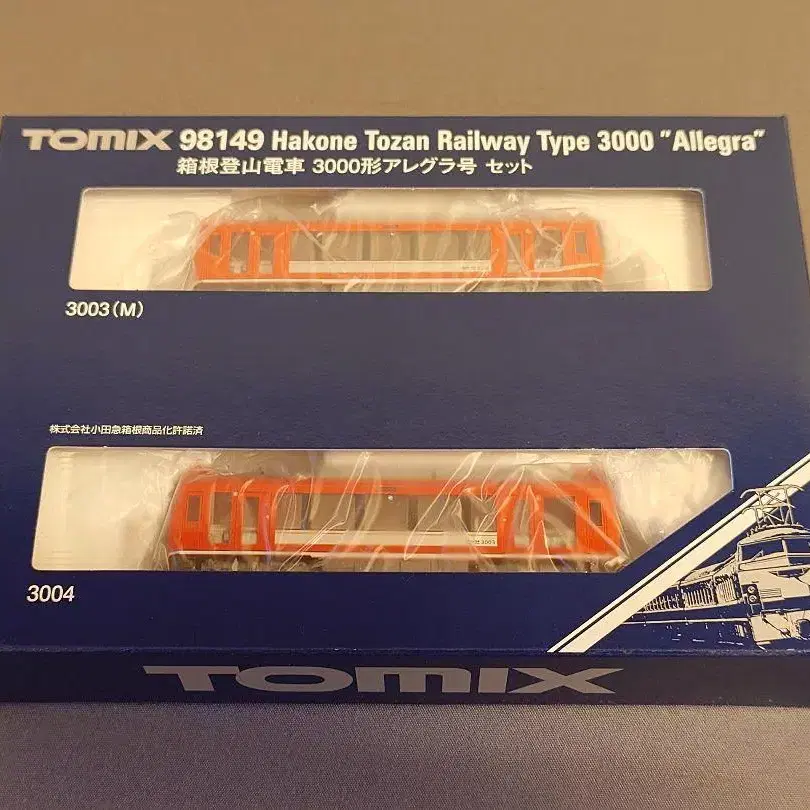 TOMIX 98149 Hakone Tozan Railway Type 3000 "Allegra"
箱根登山電車 3000形アレグラ号 セット
3003(M)
株式会社小田急箱根商品化許諾済
3004
TOMIX